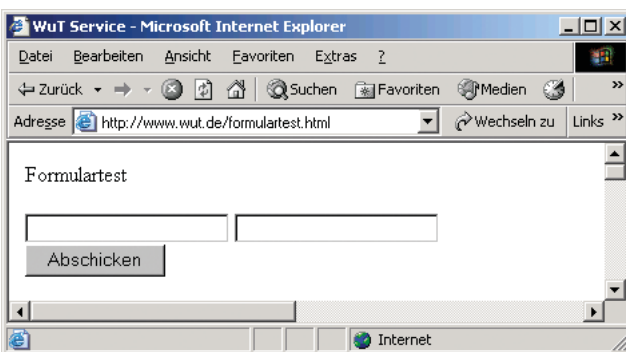 WuT Service - Microsoft Internet Explorer
Datei Bearbeiten Ansicht Favoriten Extras ?
Zurück Suchen Favoriten Medien »
Adresse http://www.wut.de/formulartest.html Wechseln zu Links »
Formulartest
Abschicken
Internet